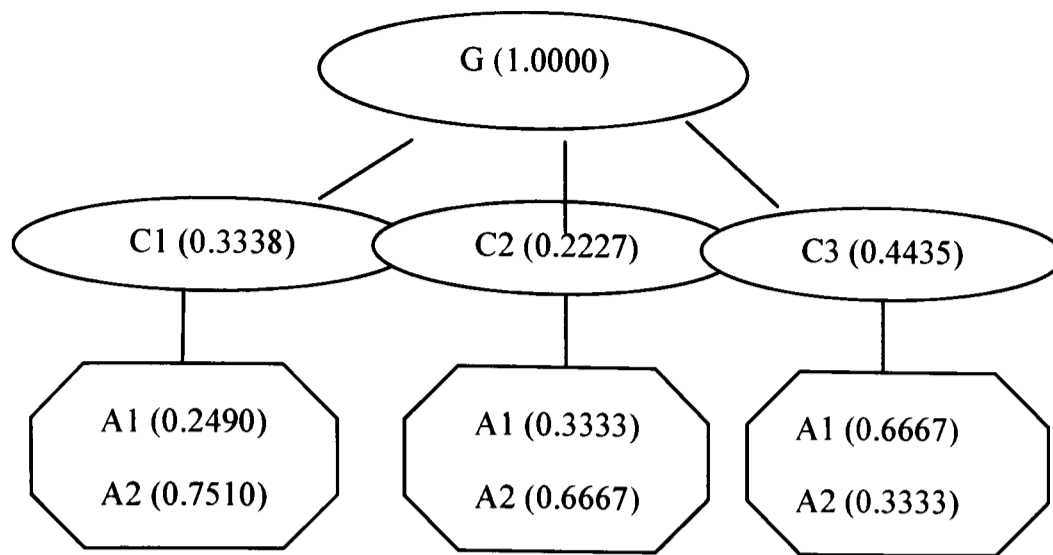 G (1.0000)
C1 (0.3338)
C2 (0.2227)
C3 (0.4435)
A1 (0.2490)
A2 (0.7510)
A1 (0.3333)
A2 (0.6667)
A1 (0.6667)
A2 (0.3333)